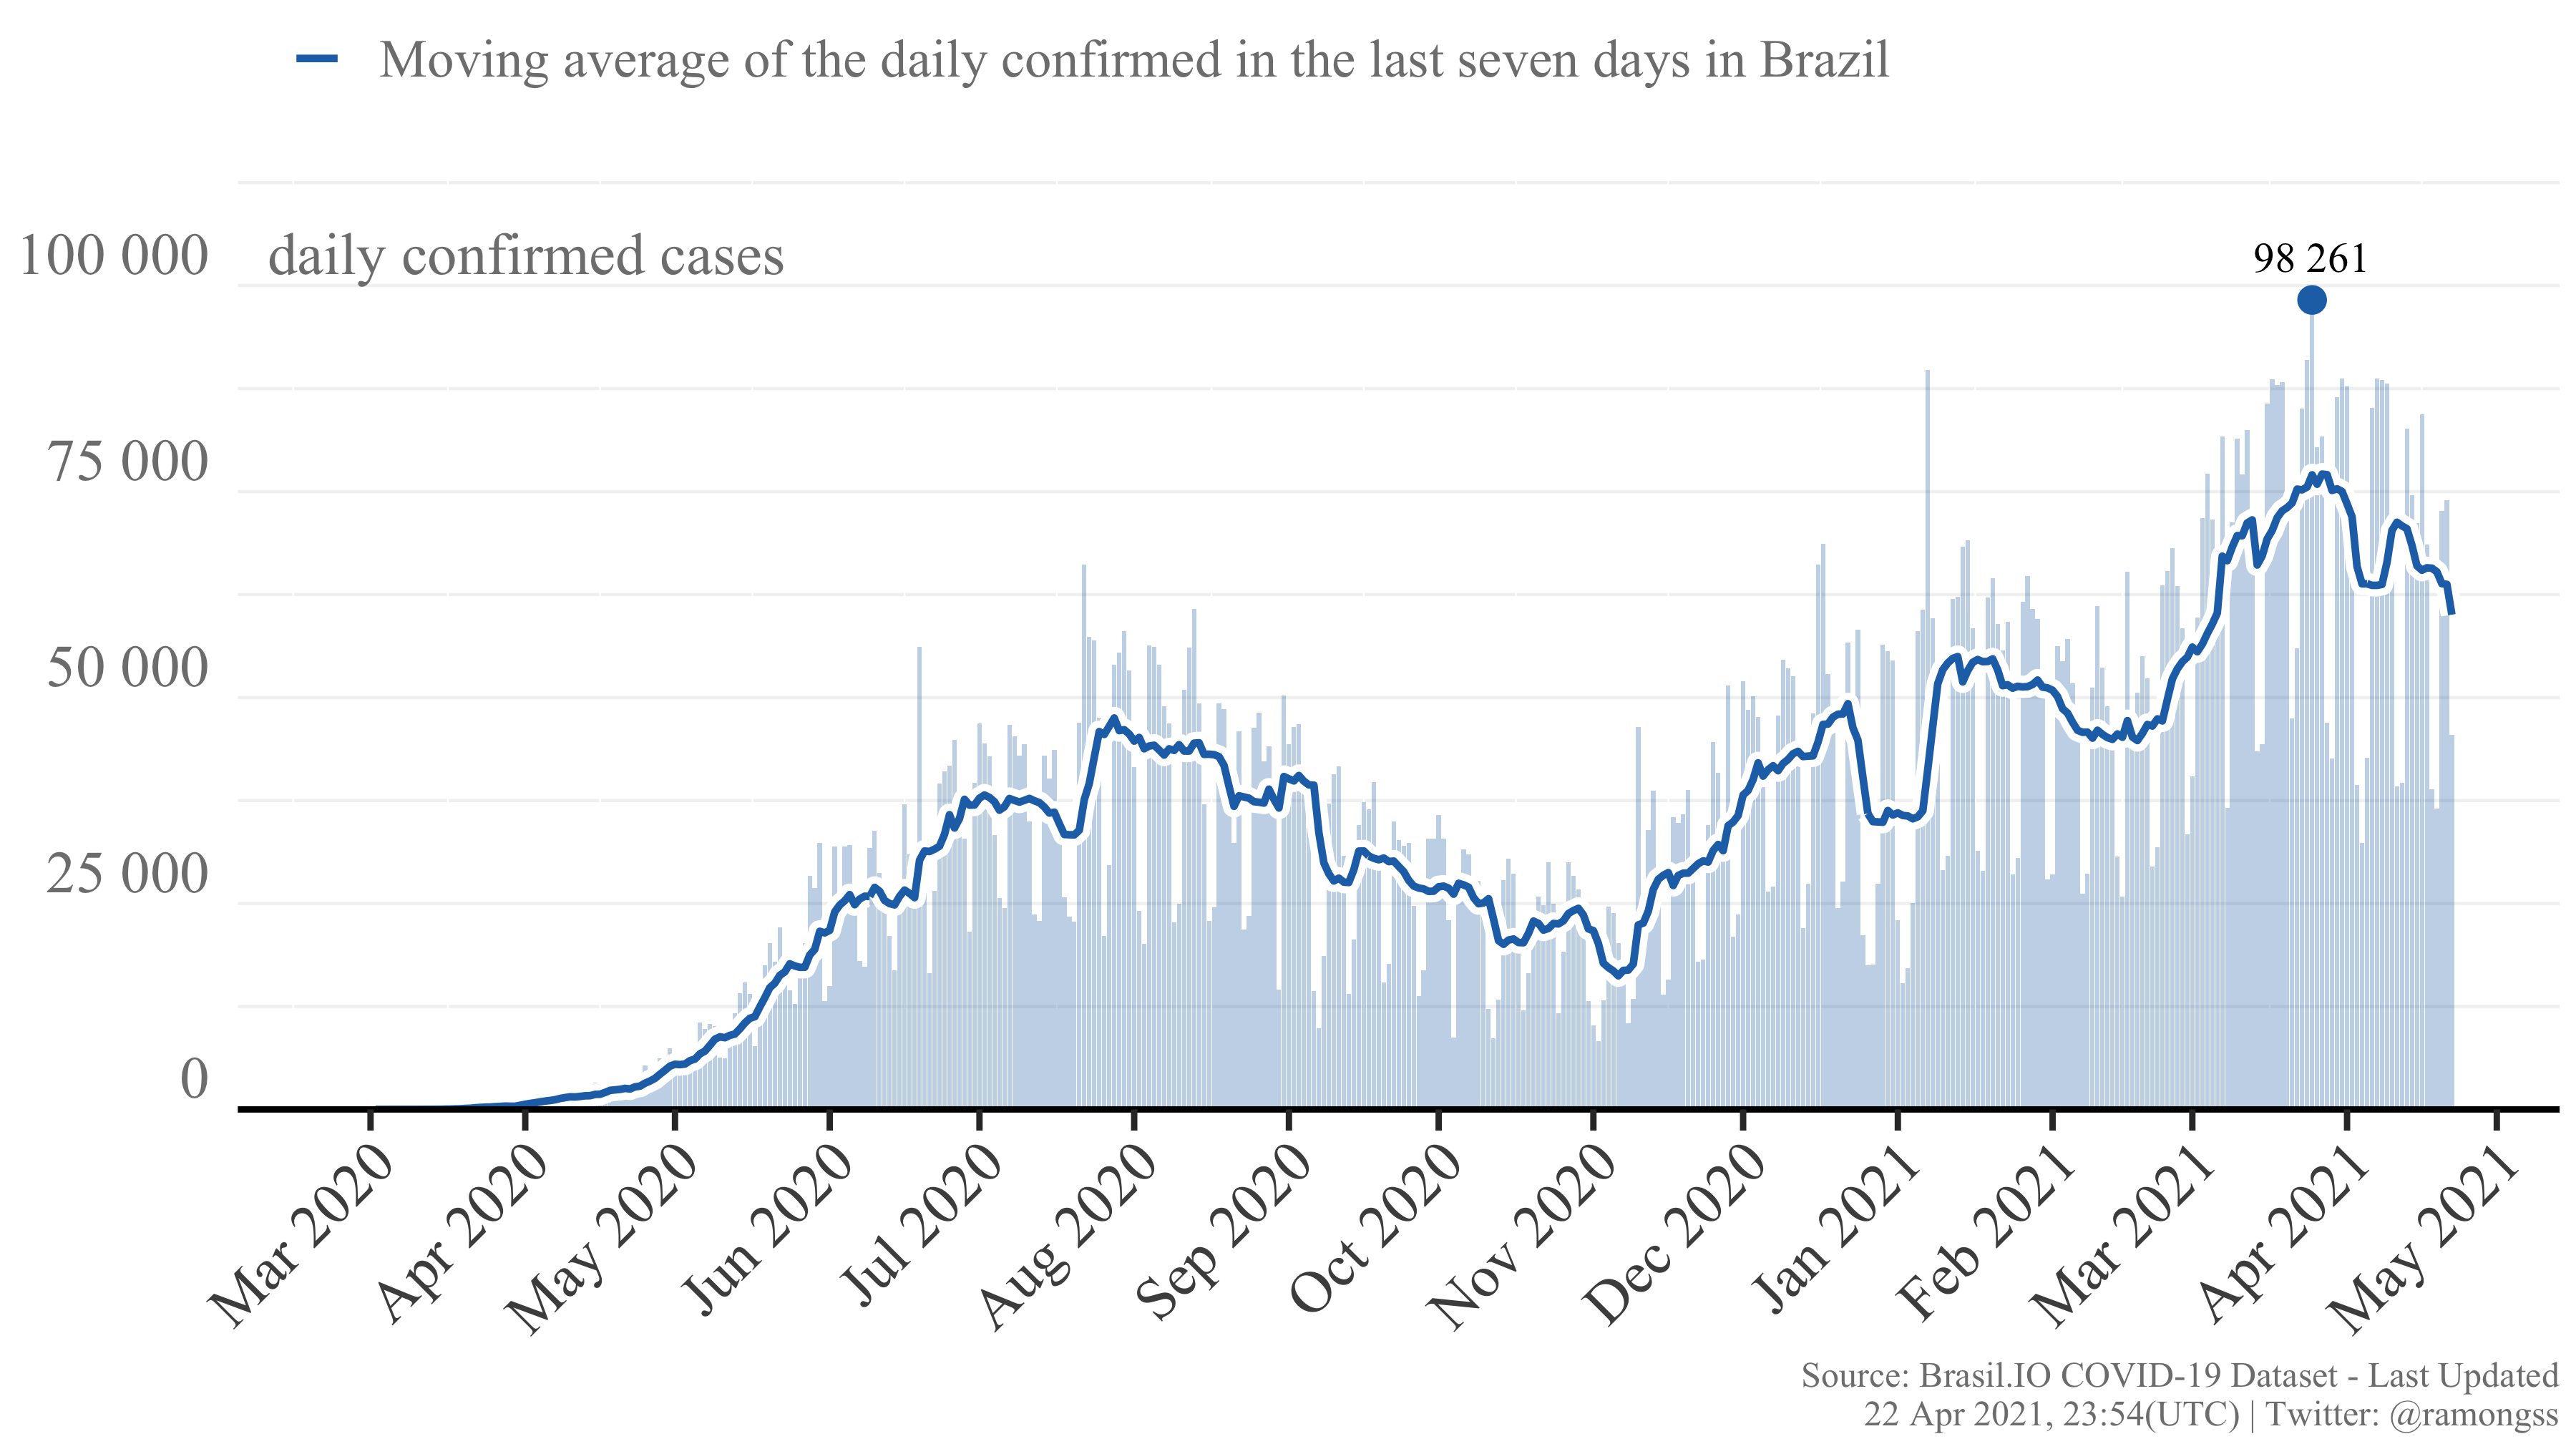 Moving average of the daily confirmed in the last seven days in Brazil
100 000
daily confirmed cases
98 261
75 000
50 000
25 000
0
Mar 2020
Apr 2020
May 2020
Jun 2020
Jul 2020
Aug 2020
Sep 2020
Oct 2020
Nov 2020
Dec 2020
Jan 2021
Feb 2021
Mar 2021
Apr 2021
May 2021
Source: Brasil.IO COVID-19 Dataset - Last Updated
22 Apr 2021, 23:54(UTC) | Twitter: @ramongss